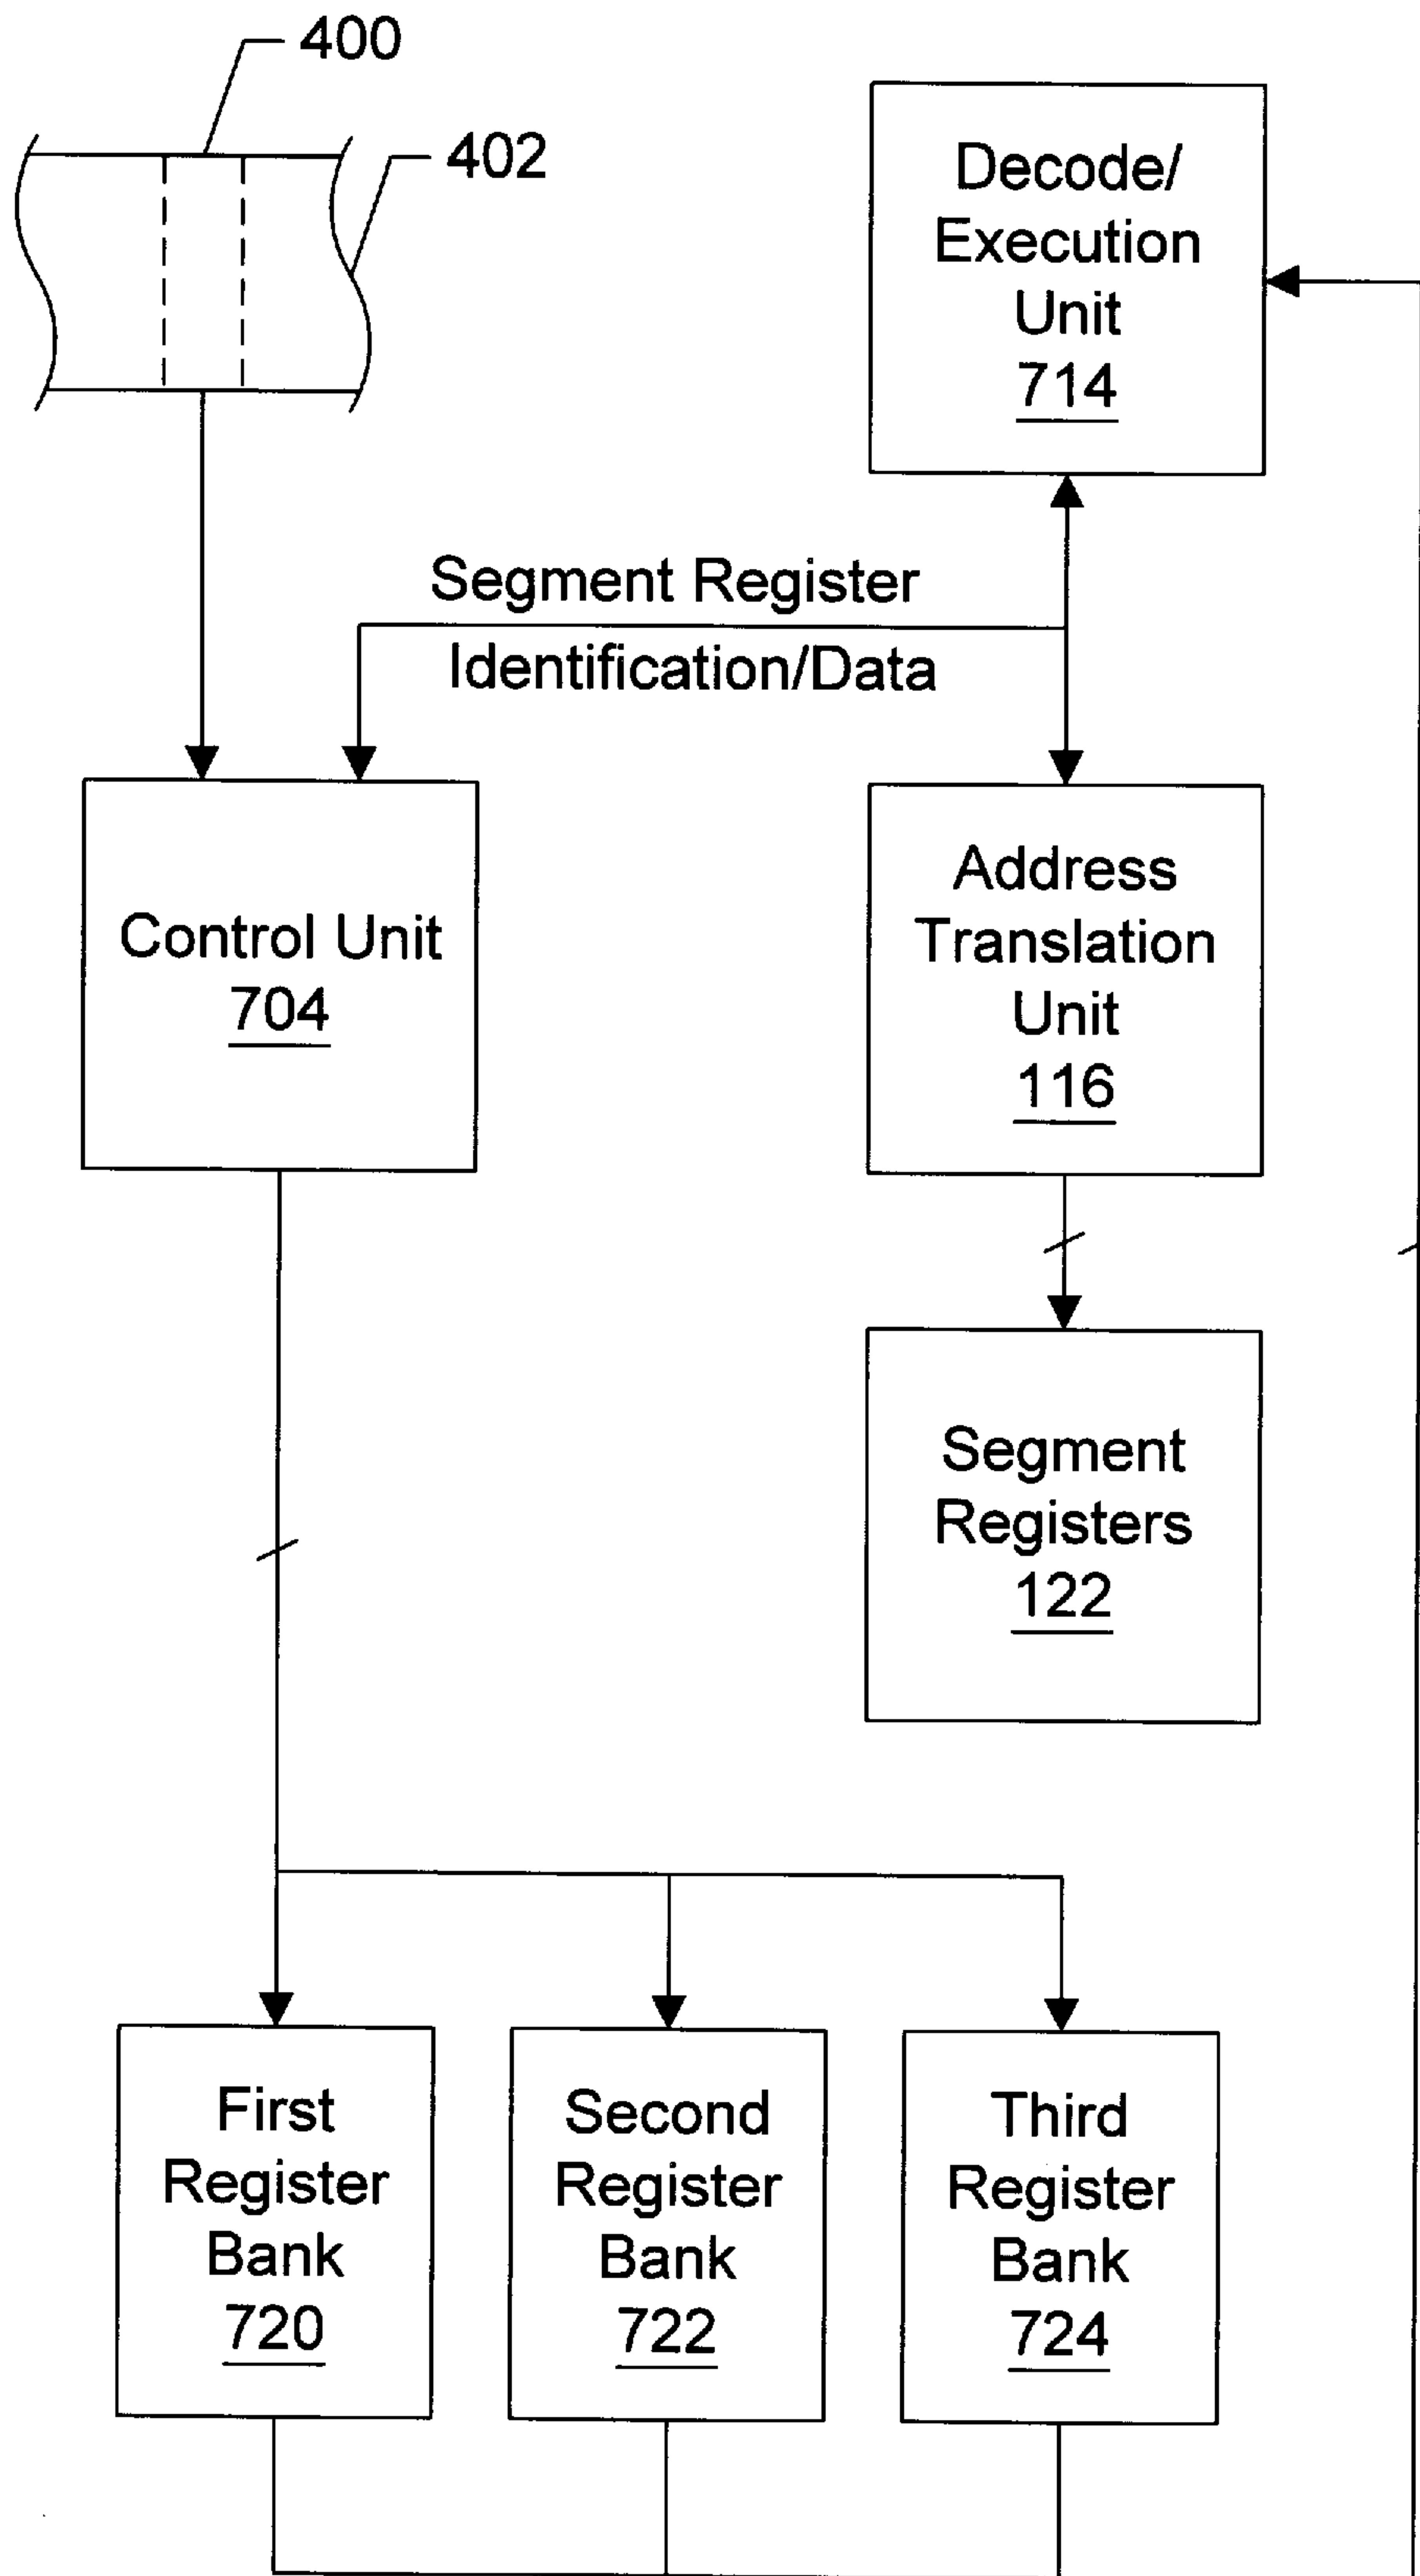 400
402
Decode/
Execution
Unit
714
Segment Register
Identification/Data
Control Unit
704
Address
Translation
Unit
116
Segment
Registers
122
First
Register
Bank
720
Second
Register
Bank
722
Third
Register
Bank
724